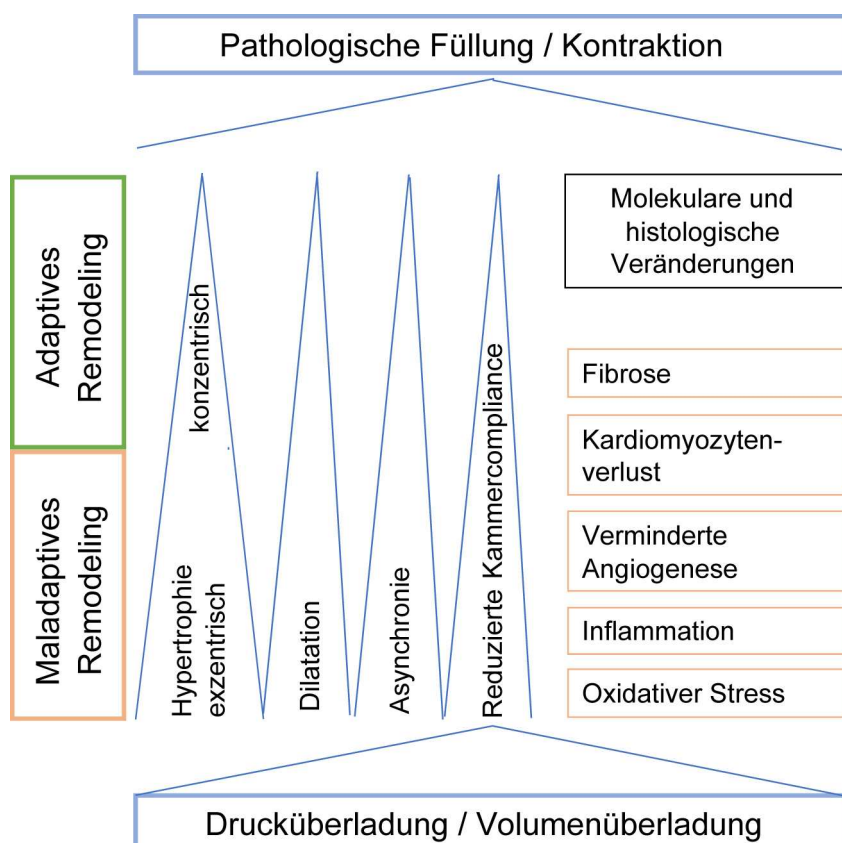 Pathologische Füllung / Kontraktion
Adaptives
Remodeling
Maladaptives
Remodeling
konzentrisch
Hypertrophie
exzentrisch
Dilatation
Asynchronie
Reduzierte Kammercompliance
Molekulare und
histologische
Veränderungen
Fibrose
Kardiomyozyten-
verlust
Verminderte
Angiogenese
Inflammation
Oxidativer Stress
Drucküberladung / Volumenüberladung